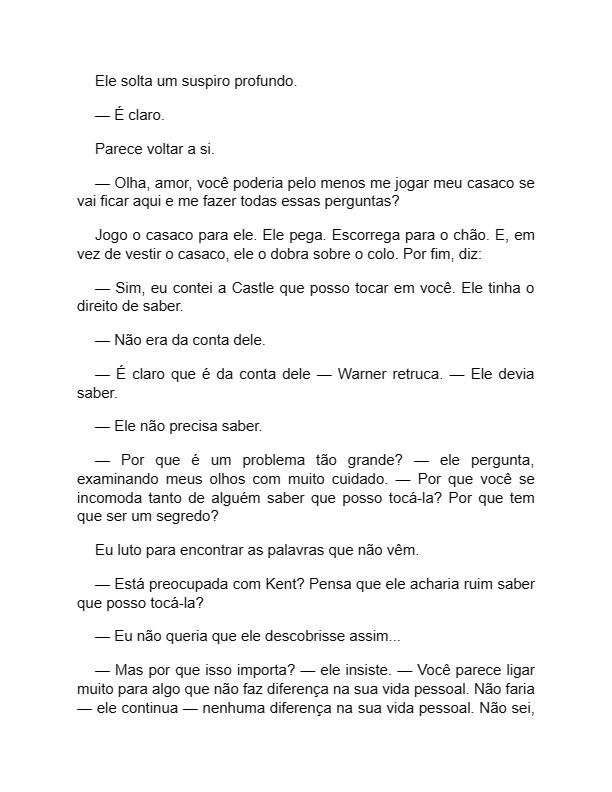 Ele solta um suspiro profundo.
— É claro.
Parece voltar a si.
— Olha, amor, você poderia pelo menos me jogar meu casaco se
vai ficar aqui e me fazer todas essas perguntas?
Jogo o casaco para ele. Ele pega. Escorrega para o chão. E, em
vez de vestir o casaco, ele o dobra sobre o colo. Por fim, diz:
— Sim, eu contei a Castle que posso tocar em você. Ele tinha o
direito de saber.
— Não era da conta dele.
— É claro que é da conta dele — Warner retruca. — Ele devia
saber.
— Ele não precisa saber.
— Por que é um problema tão grande? — ele pergunta,
examinando meus olhos com muito cuidado. — Por que você se
incomoda tanto de alguém saber que posso tocá-la? Por que tem
que ser um segredo?
Eu luto para encontrar as palavras que não vêm.
— Está preocupada com Kent? Pensa que ele acharia ruim saber
que posso tocá-la?
— Eu não queria que ele descobrisse assim...
— Mas por que isso importa? — ele insiste. — Você parece ligar
muito para algo que não faz diferença na sua vida pessoal. Não faria
— ele continua — nenhuma diferença na sua vida pessoal. Não sei,